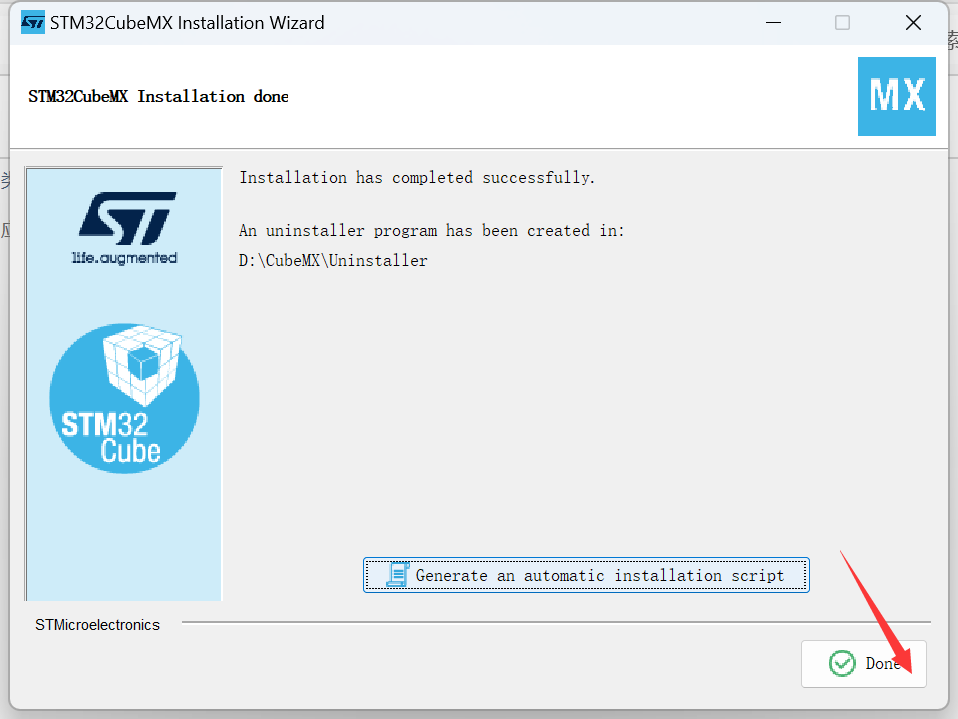 STM32CubeMX Installation Wizard
STM32CubeMX Installation done
MX
Installation has completed successfully.
An uninstaller program has been created in:
D:\CubeMX\Uninstaller
ST
life.augmented
STM32
Cube
Generate an automatic installation script
STMicroelectronics
Done